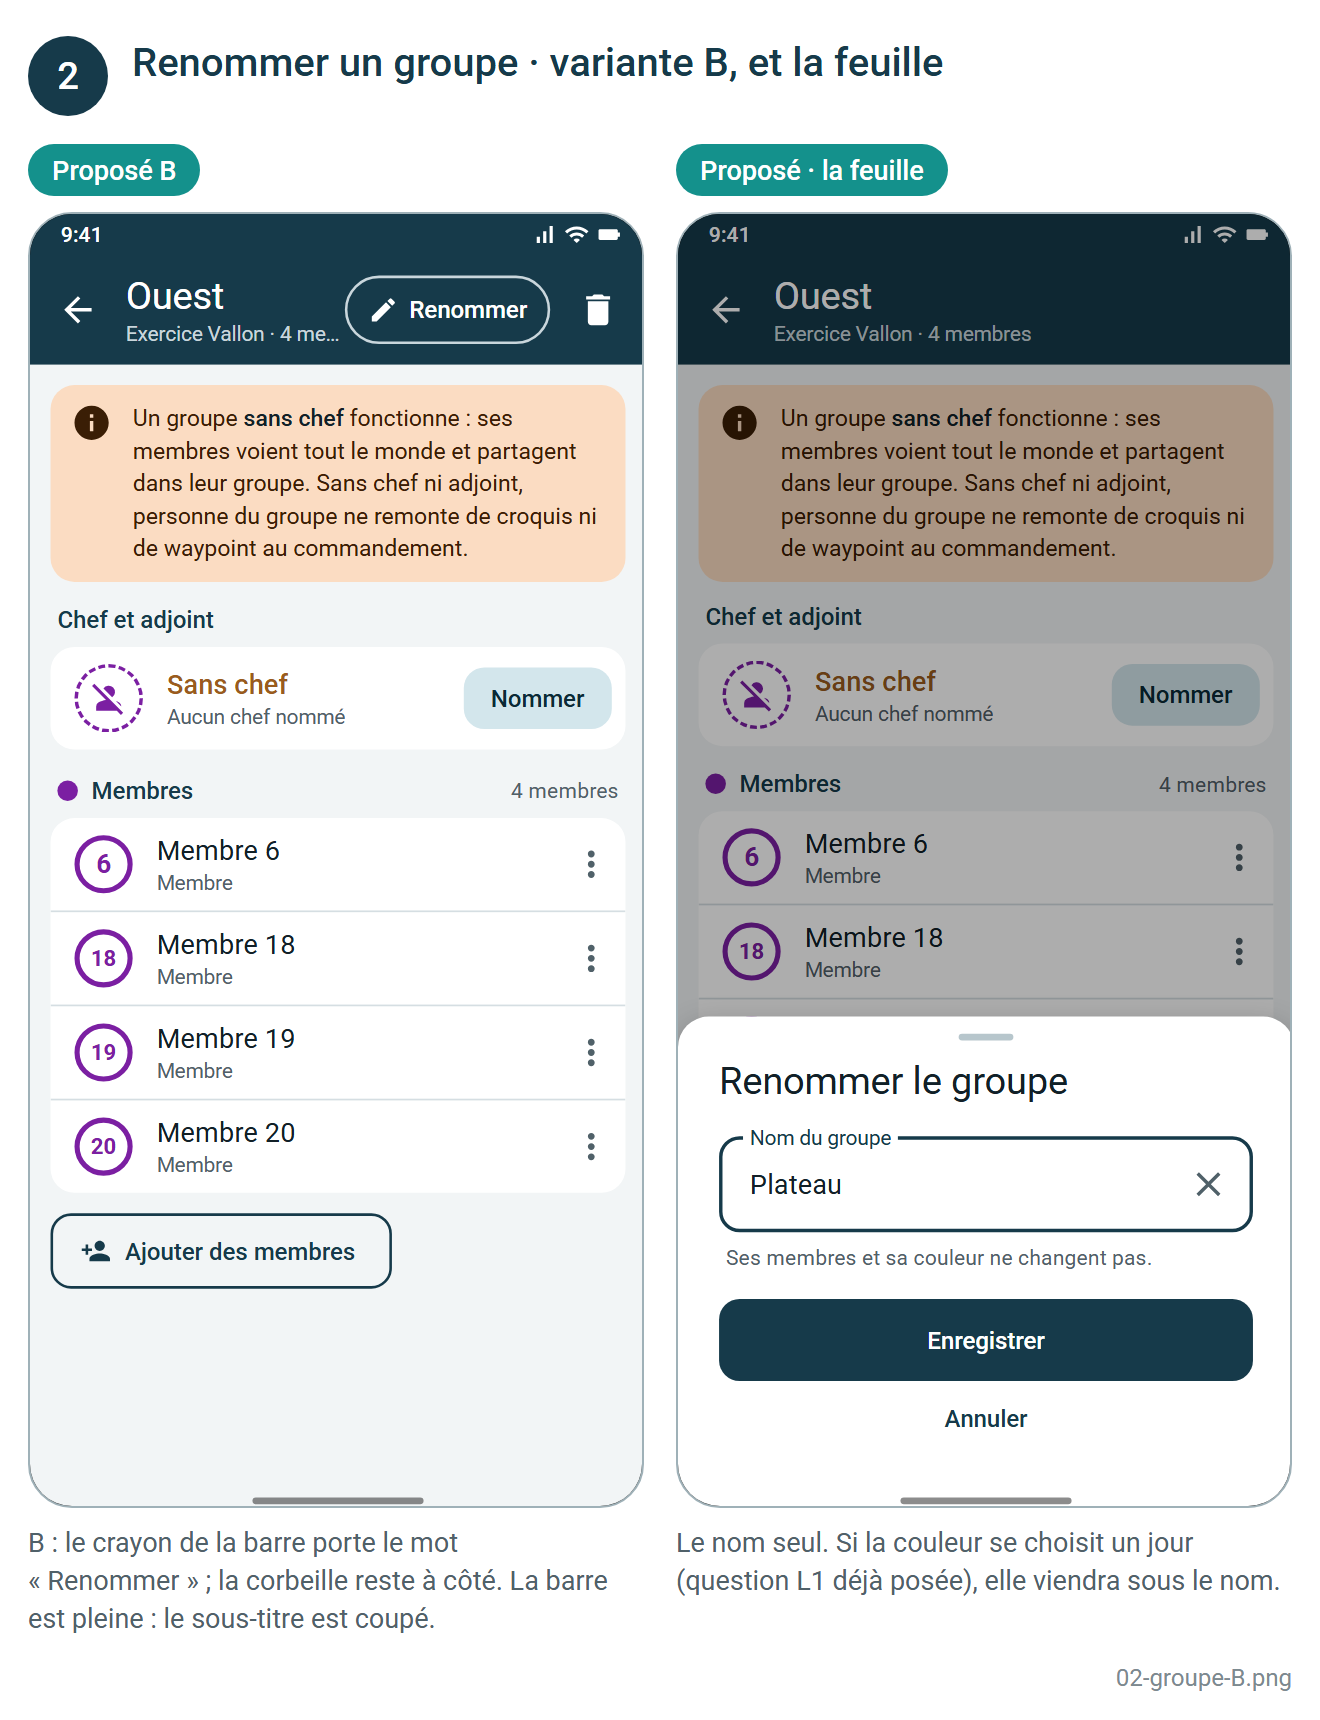 2
Renommer un groupe · variante B, et la feuille
Proposé B
9:41
Ouest
Exercice Vallon · 4 me...
Renommer
Un groupe sans chef fonctionne : ses
membres voient tout le monde et partagent
dans leur groupe. Sans chef ni adjoint,
personne du groupe ne remonte de croquis ni
de waypoint au commandement.
Chef et adjoint
Sans chef
Aucun chef nommé
Nommer
Membres
4 membres
6
Membre 6
Membre
18
Membre 18
Membre
19
Membre 19
Membre
20
Membre 20
Membre
Ajouter des membres
B : le crayon de la barre porte le mot
« Renommer » ; la corbeille reste à côté. La barre
est pleine : le sous-titre est coupé.
Proposé · la feuille
9:41
Ouest
Exercice Vallon · 4 membres
Un groupe sans chef fonctionne : ses
membres voient tout le monde et partagent
dans leur groupe. Sans chef ni adjoint,
personne du groupe ne remonte de croquis ni
de waypoint au commandement.
Chef et adjoint
Sans chef
Aucun chef nommé
Nommer
Membres
4 membres
6
Membre 6
Membre
18
Membre 18
Membre
Renommer le groupe
Nom du groupe
Plateau
Ses membres et sa couleur ne changent pas.
Enregistrer
Annuler
Le nom seul. Si la couleur se choisit un jour
(question L1 déjà posée), elle viendra sous le nom.
02-groupe-B.png